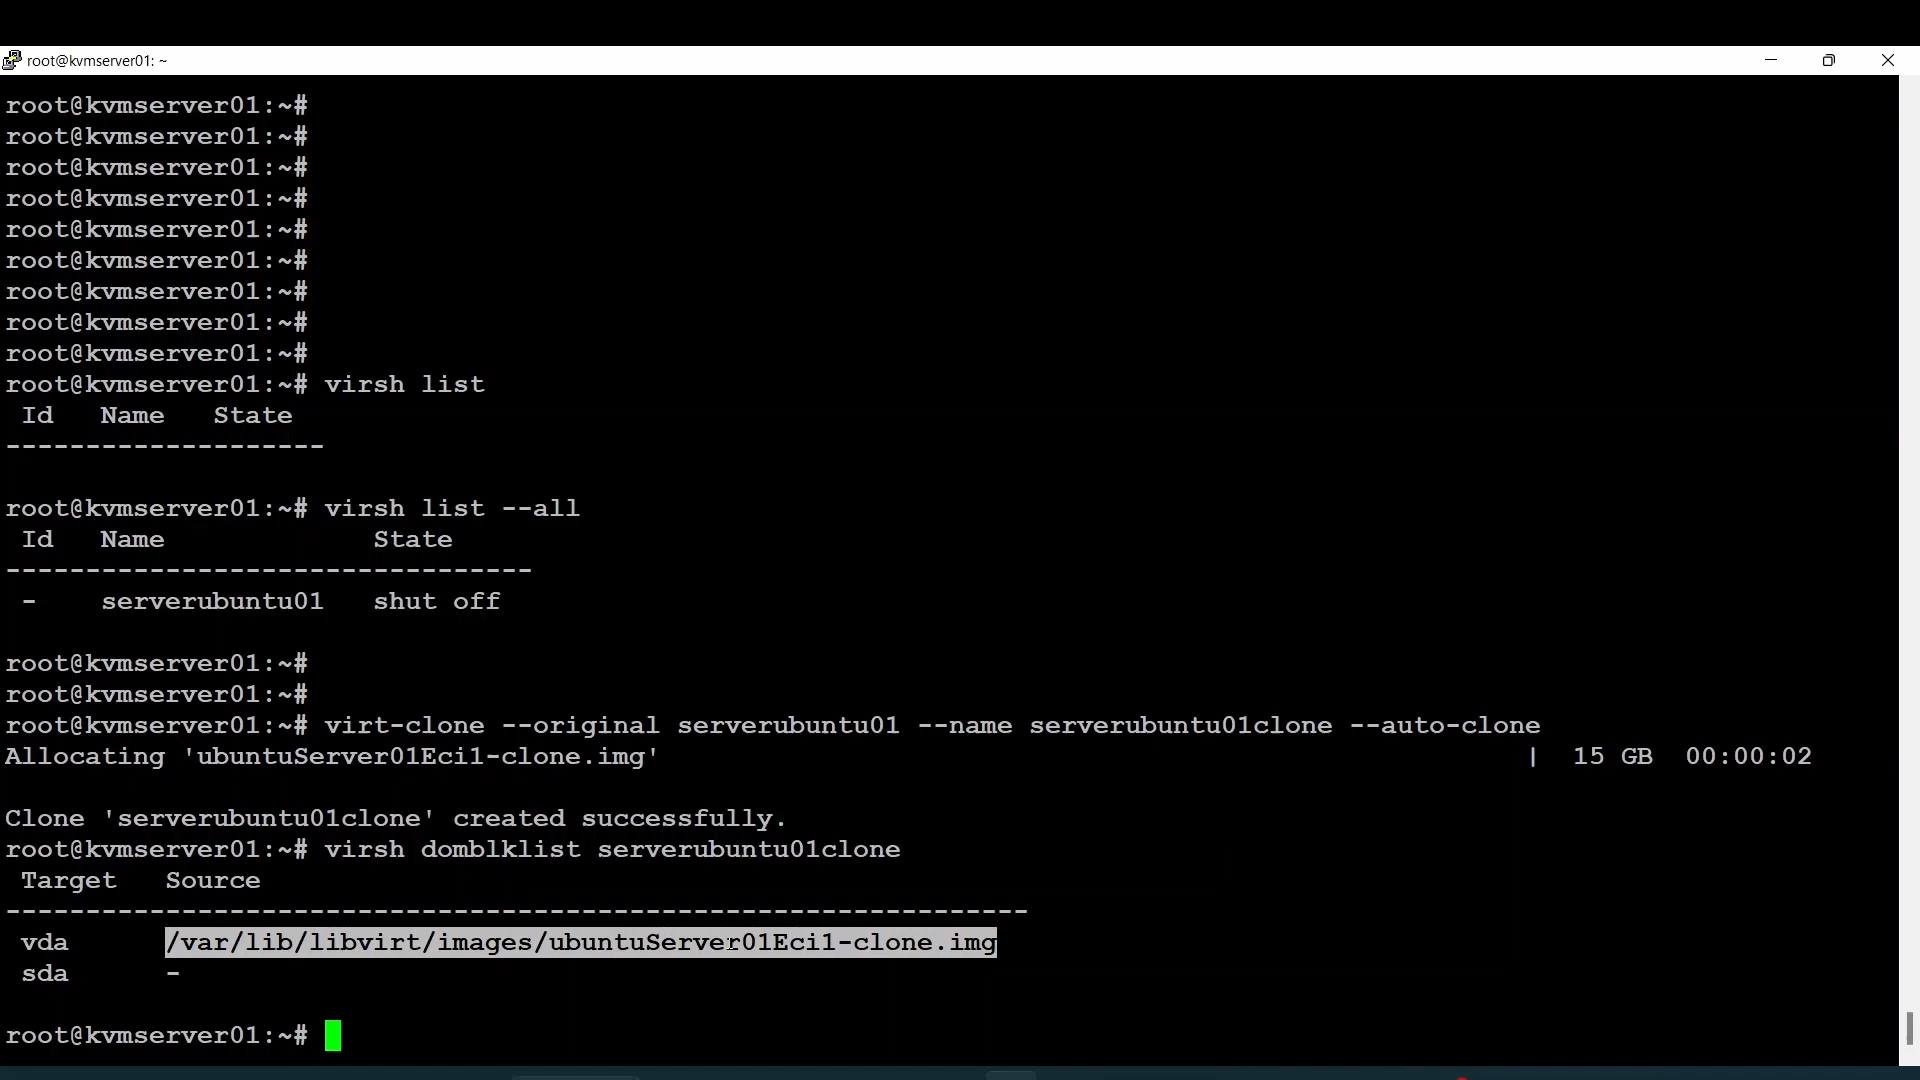 root@kvmserver01: ~
root@kvmserver01:~#
root@kvmserver01:~#
root@kvmserver01:~#
root@kvmserver01:~#
root@kvmserver01:~#
root@kvmserver01:~#
root@kvmserver01:~#
root@kvmserver01:~#
root@kvmserver01:~#
root@kvmserver01:~# virsh list
Id Name State
--------------------
root@kvmserver01:~# virsh list --all
Id Name State
---------------------------------
- serverubuntu01 shut off
root@kvmserver01:~#
root@kvmserver01:~#
root@kvmserver01:~# virt-clone --original serverubuntu01 --name serverubuntu01clone --auto-clone
Allocating 'ubuntuServer01Eci1-clone.img' | 15 GB 00:00:02
Clone 'serverubuntu01clone' created successfully.
root@kvmserver01:~# virsh domblklist serverubuntu01clone
Target Source
----------------------------------------------------------------
vda /var/lib/libvirt/images/ubuntuServer01Eci1-clone.img
sda -
root@kvmserver01:~#